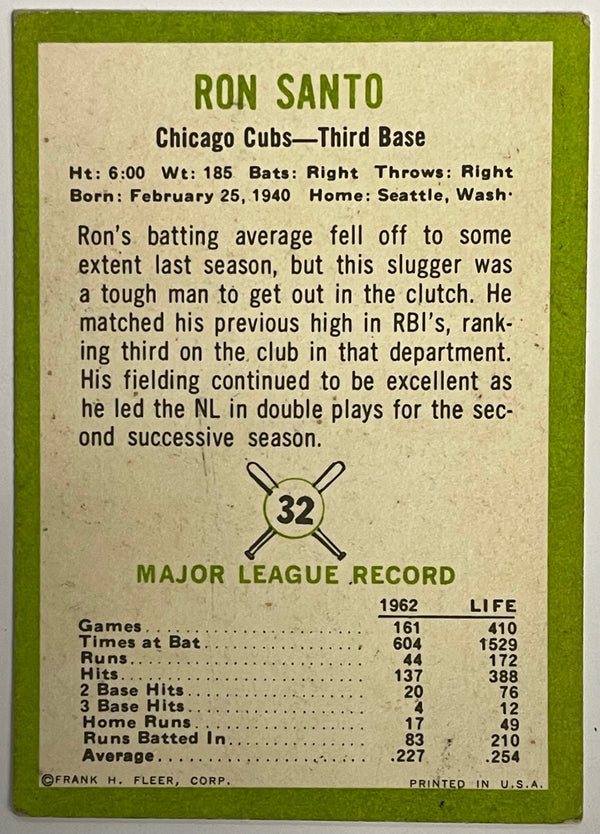 RON SANTO
Chicago Cubs—Third Base
Ht: 6:00 Wt: 185 Bats: Right Throws: Right
Born: February 25, 1940 Home: Seattle, Wash.
Ron's batting average fell off to some
extent last season, but this slugger was
a tough man to get out in the clutch. He
matched his previous high in RBI's, rank-
ing third on the club in that department.
His fielding continued to be excellent as
he led the NL in double plays for the sec-
ond successive season.
32
MAJOR LEAGUE RECORD
1962 LIFE
Games 161 410
Times at Bat 604 1529
Runs 44 172
Hits 137 388
2 Base Hits 20 76
3 Base Hits 4 12
Home Runs 17 49
Runs Batted In 83 210
Average .227 .254
©FRANK H. FLEER, CORP. PRINTED IN U.S.A.